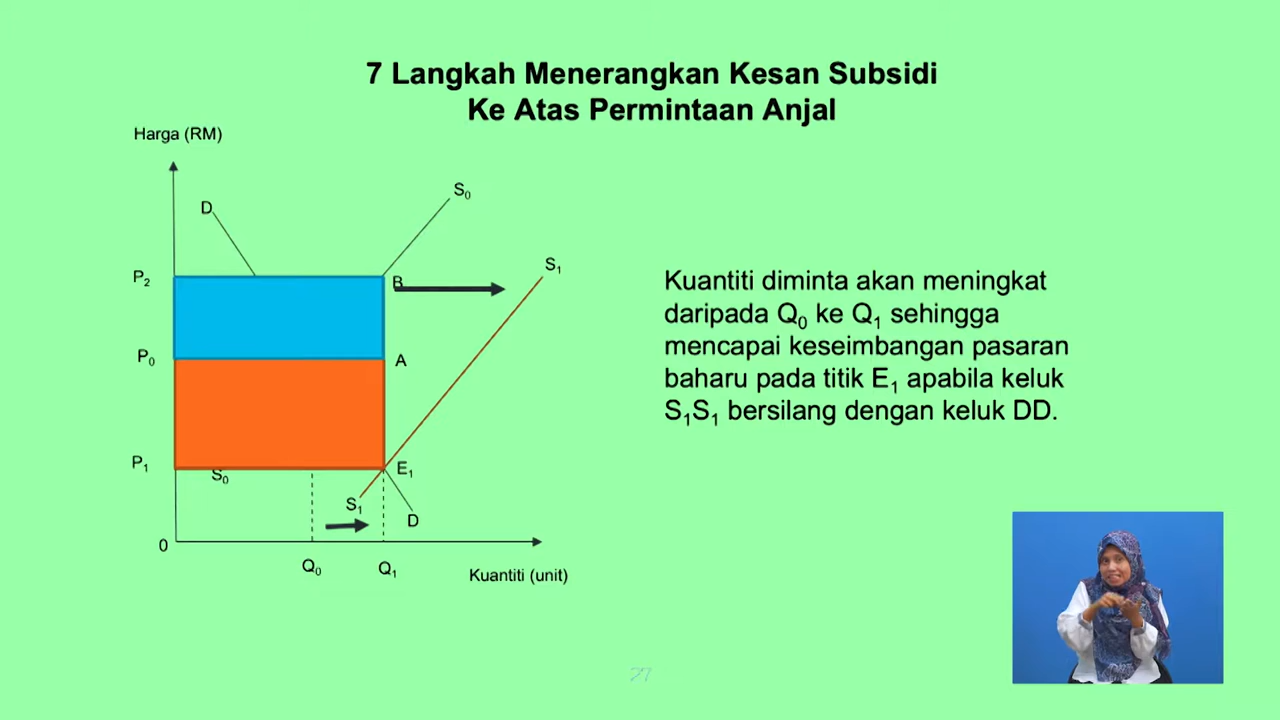 7 Langkah Menerangkan Kesan Subsidi
Ke Atas Permintaan Anjal
Harga (RM)
S₀
D
S₁
P₂
B
P₀
A
P₁
E₁
S₀
S₁
D
0
Q₀
Q₁
Kuantiti (unit)
Kuantiti diminta akan meningkat
daripada Q₀ ke Q₁ sehingga
mencapai keseimbangan pasaran
baharu pada titik E₁ apabila keluk
S₁S₁ bersilang dengan keluk DD.
27